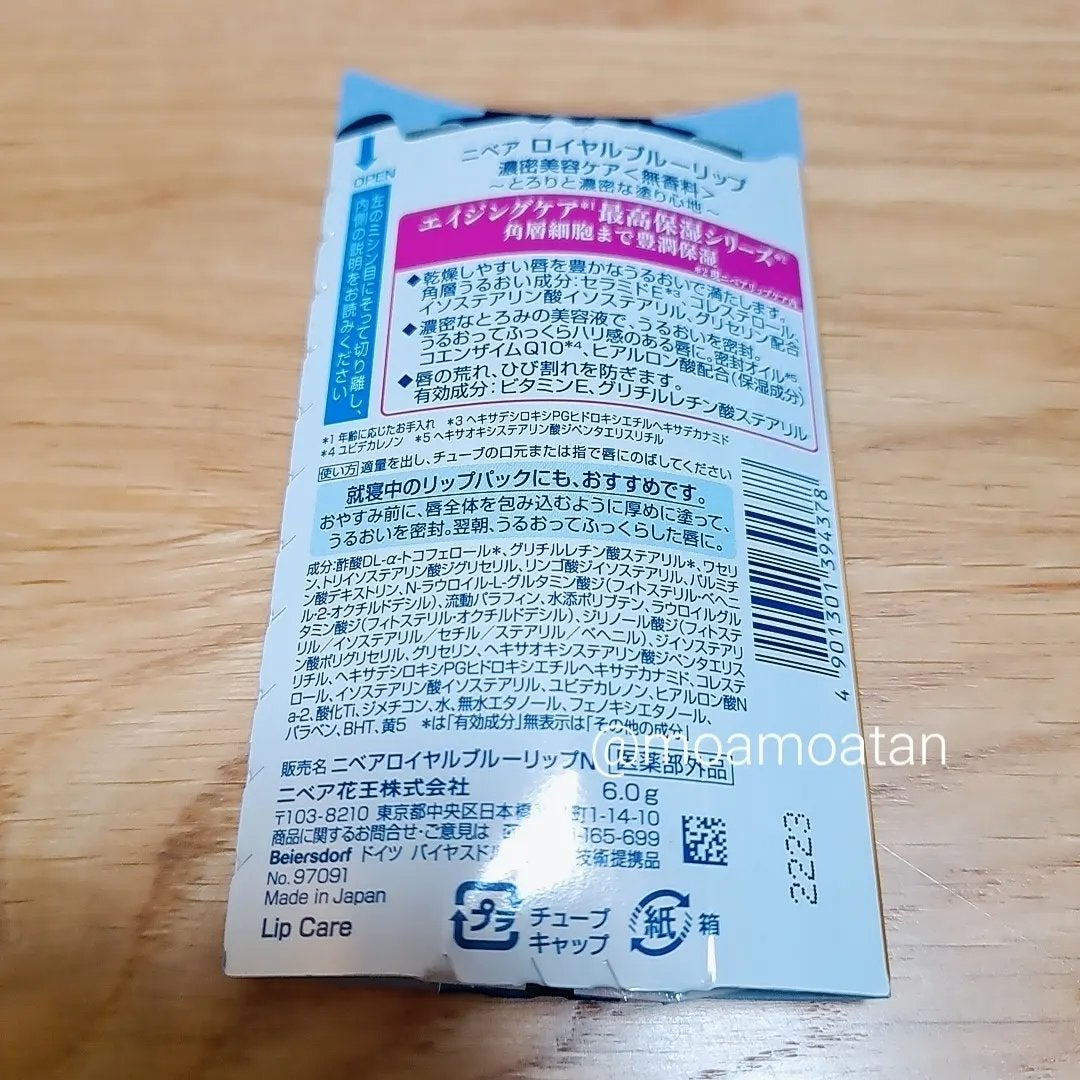 OPEN
左のミシン目にそって切り離し、
内側の説明をお読みください
ニベア ロイヤルブルーリップ
濃密美容ケア<無香料>
~とろりと濃密な塗り心地~
エイジングケア*1 最高保湿シリーズ*2
角層細胞まで豊潤保湿
◆乾燥しやすい唇を豊かなうるおいで満たします。
角層うるおい成分:セラミドE*3、コレステロール、
イソステアリン酸イソステアリル、グリセリン配合
◆濃密なとろみの美容液で、うるおいを密封。
うるおってふっくらハリ感のある唇に。密封オイル*5、
コエンザイムQ10*4、ヒアルロン酸配合(保湿成分)
◆唇の荒れ、ひび割れを防ぎます。
有効成分:ビタミンE、グリチルレチン酸ステアリル
*1 年齢に応じたお手入れ *3 ヘキサデシロキシPGヒドロキシエチルヘキサデカナミド
*4 ユビデカレノン *5 ヘキサオキシステアリン酸ジペンタエリスリチル
使い方 適量を出し、チューブの口元または指で唇にのばしてください
就寝中のリップパックにも、おすすめです。
おやすみ前に、唇全体を包み込むように厚めに塗って、
うるおいを密封。翌朝、うるおってふっくらした唇に。
成分:酢酸DL-α-トコフェロール*、グリチルレチン酸ステアリル*、ワセリ
ン、トリイソステアリン酸ジグリセリル、リンゴ酸ジイソステアリル、パルミチ
ン酸デキストリン、N-ラウロイル-L-グルタミン酸ジ(フィトステリル・ベヘニ
ル・2-オクチルドデシル)、流動パラフィン、水添ポリブテン、ラウロイルグル
タミン酸ジ(フィトステリル・オクチルドデシル)、ジリノール酸ジ(フィトステ
リル/イソステアリル/セチル/ステアリル/ベヘニル)、ジイソステアリ
ン酸ポリグリセリル、グリセリン、ヘキサオキシステアリン酸ジペンタエリス
リチル、ヘキサデシロキシPGヒドロキシエチルヘキサデカナミド、コレステ
ロール、イソステアリン酸イソステアリル、ユビデカレノン、ヒアルロン酸N
a-2、酸化Ti、ジメチコン、水、無水エタノール、フェノキシエタノール、
パラベン、BHT、黄5 *は「有効成分」無表示は「その他の成分」
@moamoatan
販売名 ニベアロイヤルブルーリップN 医薬部外品
ニベア花王株式会社 6.0g
〒103-8210 東京都中央区日本橋 町1-14-10
商品に関するお問合せ・ご意見は 165-699
Beiersdorf ドイツ バイヤスドル 技術提携品
No.97091
Made in Japan
Lip Care
プラ チューブ
キャップ
紙 箱
4 901301 394378
2223